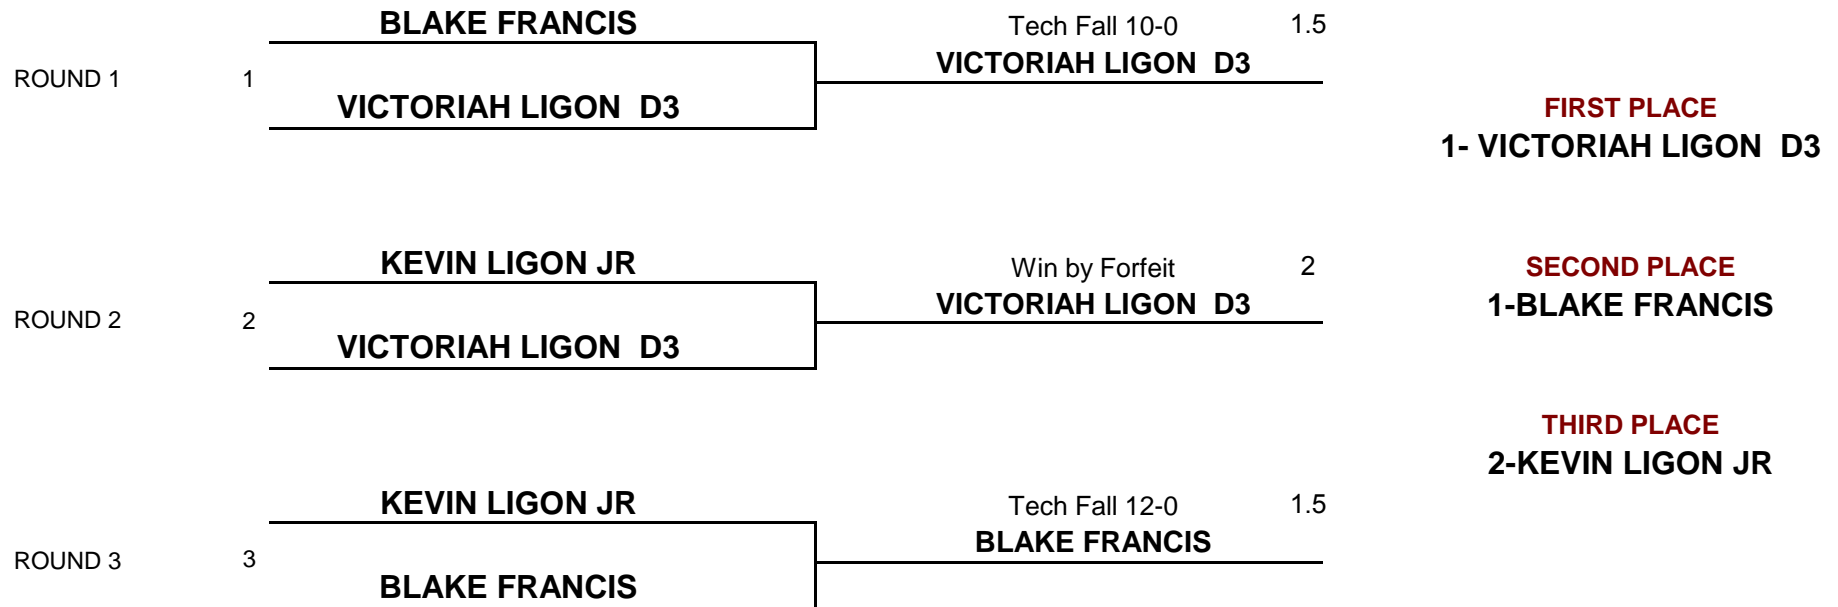 BLAKE FRANCIS
Tech Fall 10-0 1.5
ROUND 1 1
VICTORIAH LIGON D3
VICTORIAH LIGON D3
FIRST PLACE
1- VICTORIAH LIGON D3
KEVIN LIGON JR
Win by Forfeit 2
SECOND PLACE
ROUND 2 2
VICTORIAH LIGON D3
1-BLAKE FRANCIS
VICTORIAH LIGON D3
THIRD PLACE
2-KEVIN LIGON JR
KEVIN LIGON JR
Tech Fall 12-0 1.5
ROUND 3 3
BLAKE FRANCIS
BLAKE FRANCIS